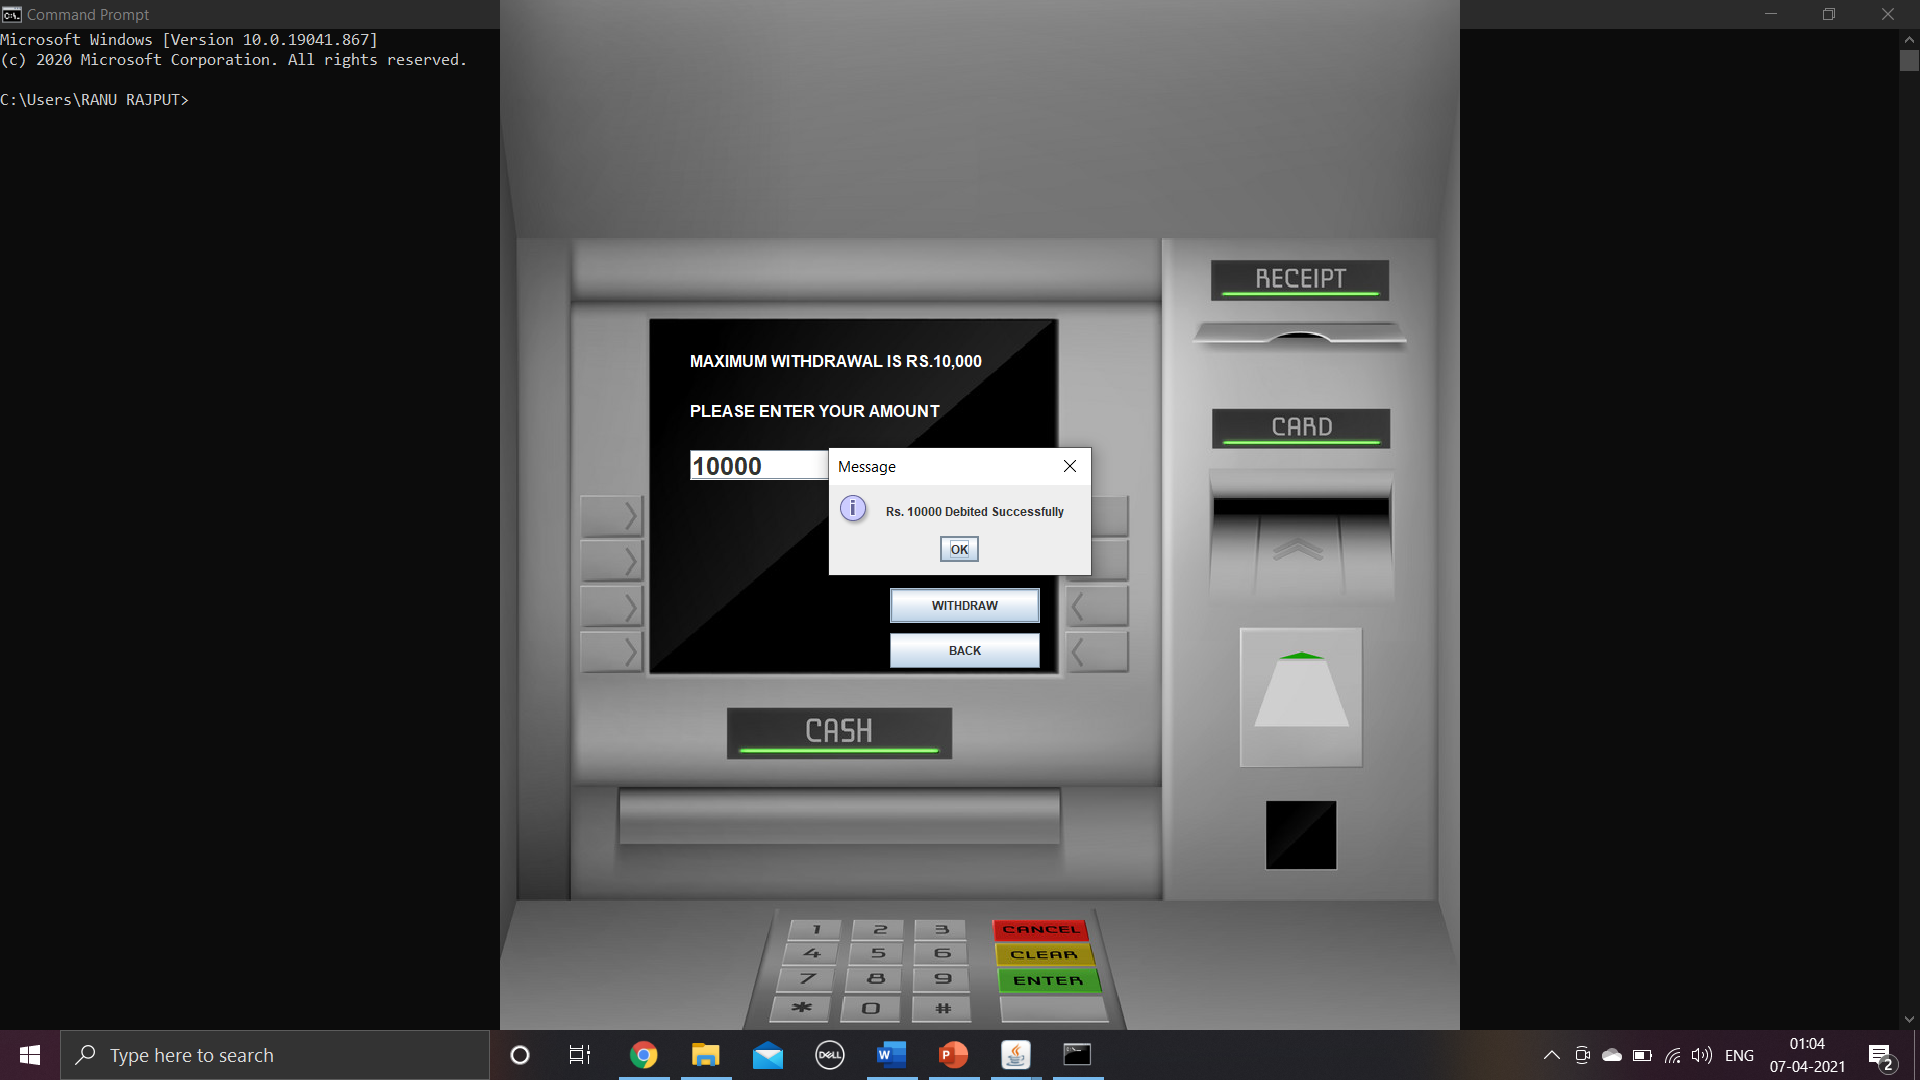 Command Prompt
Microsoft Windows [Version 10.0.19041.867]
(c) 2020 Microsoft Corporation. All rights reserved.
C:\Users\RANU RAJPUT>
RECEIPT
MAXIMUM WITHDRAWAL IS RS.10,000
PLEASE ENTER YOUR AMOUNT
CARD
10000
Message
Rs. 10000 Debited Successfully
OK
WITHDRAW
BACK
CASH
1 2 3 CANCEL
4 5 6 CLEAR
7 8 9 ENTER
* 0 #
Type here to search
DELL
W
P
ENG
01:04
07-04-2021
2